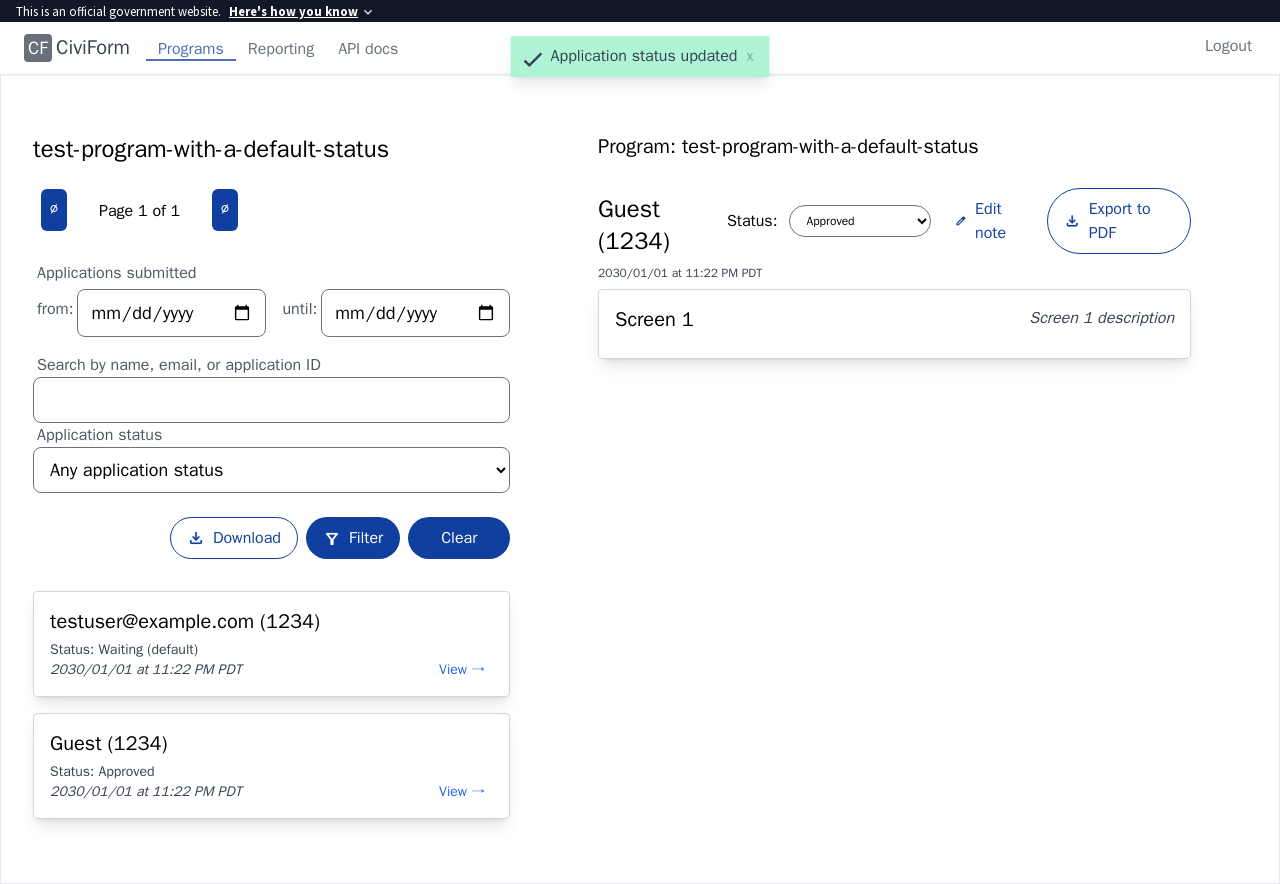 This is an official government website. Here's how you know
CF CiviForm Programs Reporting API docs
Application status updated x
Logout
test-program-with-a-default-status
∅ Page 1 of 1 ∅
Applications submitted
from: mm/dd/yyyy until: mm/dd/yyyy
Search by name, email, or application ID
Application status
Any application status
Download Filter Clear
testuser@example.com (1234)
Status: Waiting (default)
2030/01/01 at 11:22 PM PDT View →
Guest (1234)
Status: Approved
2030/01/01 at 11:22 PM PDT View →
Program: test-program-with-a-default-status
Guest
(1234)
Status: Approved
Edit
note
Export to
PDF
2030/01/01 at 11:22 PM PDT
Screen 1 Screen 1 description